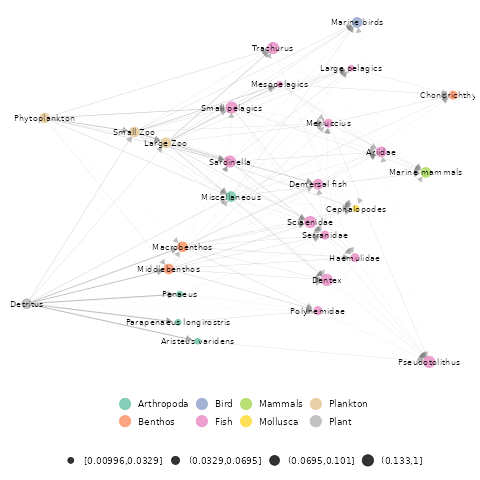 Marine birds
Trachurus
Large pelagics
Mesopelagics
Chondrichthy
Small pelagics
Phytoplankton
Merluccius
Small Zoo
Large Zoo
Ariidae
Sardinella
Marine mammals
Demersal fish
Miscellaneous
Cephalopodes
Sciaenidae
Serranidae
Macrobenthos
Haemulidae
Middlebenthos
Dentex
Penaeus
Detritus
Polynemidae
Parapenaeus longirostris
Aristeus varidens
Pseudotolithus
Arthropoda Bird Mammals Plankton
Benthos Fish Mollusca Plant
[0.00996,0.0329] (0.0329,0.0695] (0.0695,0.101] (0.133,1]